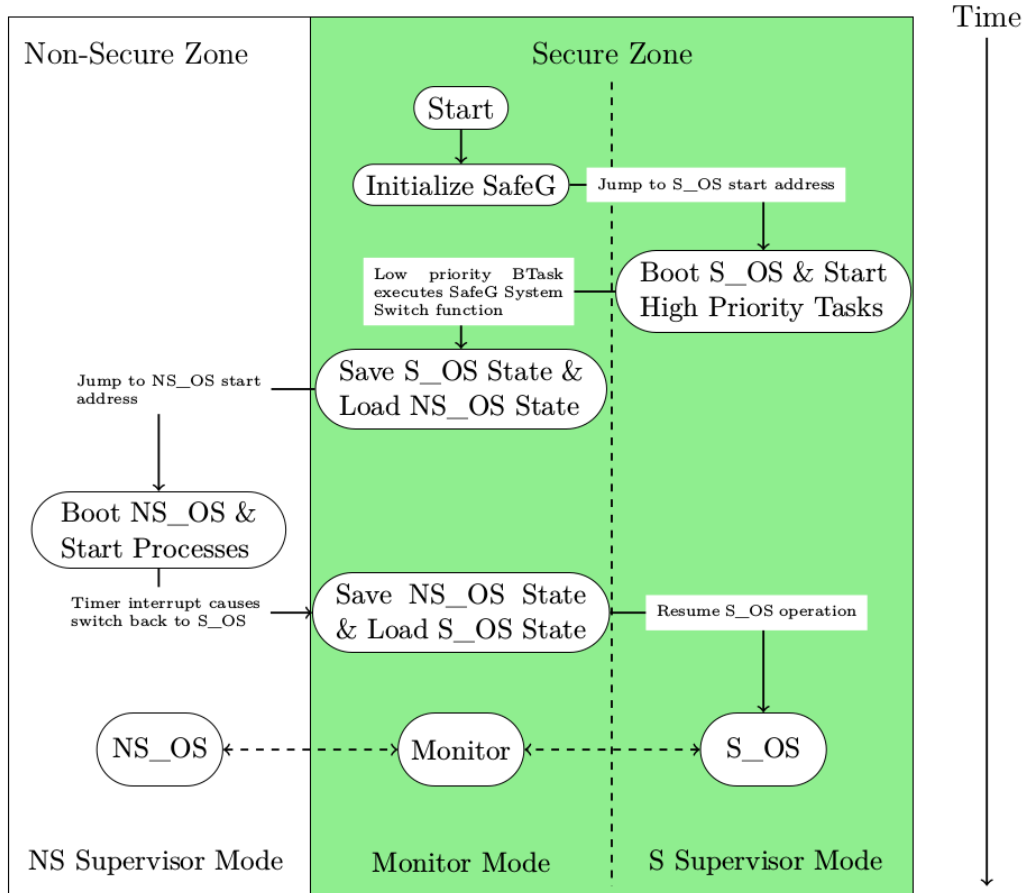 Time
Non-Secure Zone
Secure Zone
Start
Initialize SafeG
Jump to S_OS start address
Boot S_OS & Start
High Priority Tasks
Low priority BTask
executes SafeG System
Switch function
Save S_OS State &
Load NS_OS State
Jump to NS_OS start
address
Boot NS_OS &
Start Processes
Timer interrupt causes
switch back to S_OS
Save NS_OS State
& Load S_OS State
Resume S_OS operation
NS_OS
Monitor
S_OS
NS Supervisor Mode
Monitor Mode
S Supervisor Mode